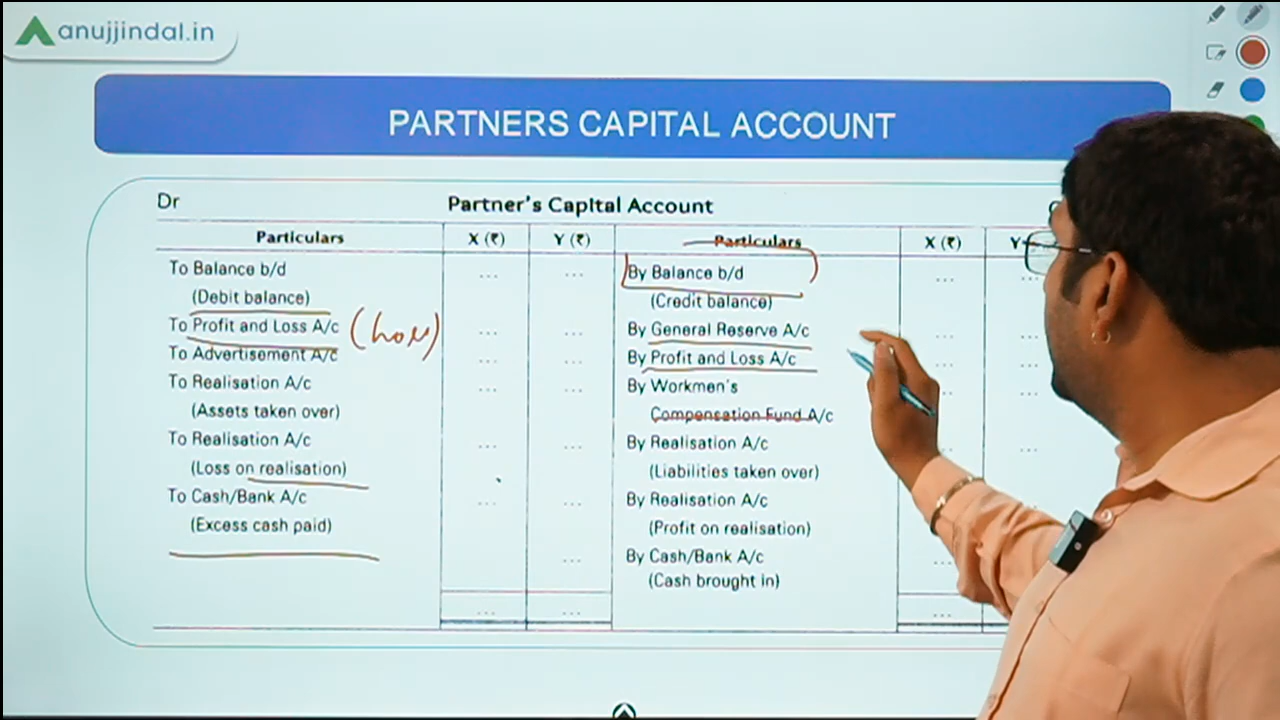 anujjindal.in
PARTNERS CAPITAL ACCOUNT
Dr
Partner's Capital Account
Particulars X (₹) Y (₹) Particulars X (₹) Y
To Balance b/d ... ... By Balance b/d ... ...
(Debit balance) (Credit balance)
To Profit and Loss A/c ... ... By General Reserve A/c ...
To Advertisement A/c ... ... By Profit and Loss A/c ...
To Realisation A/c ... ... By Workmen's ...
(Assets taken over) Compensation Fund A/c
To Realisation A/c ... ... By Realisation A/c ... ...
(Loss on realisation) (Liabilities taken over)
To Cash/Bank A/c ... ... By Realisation A/c ...
(Excess cash paid) (Profit on realisation)
... By Cash/Bank A/c ...
(Cash brought in)
... ... ...